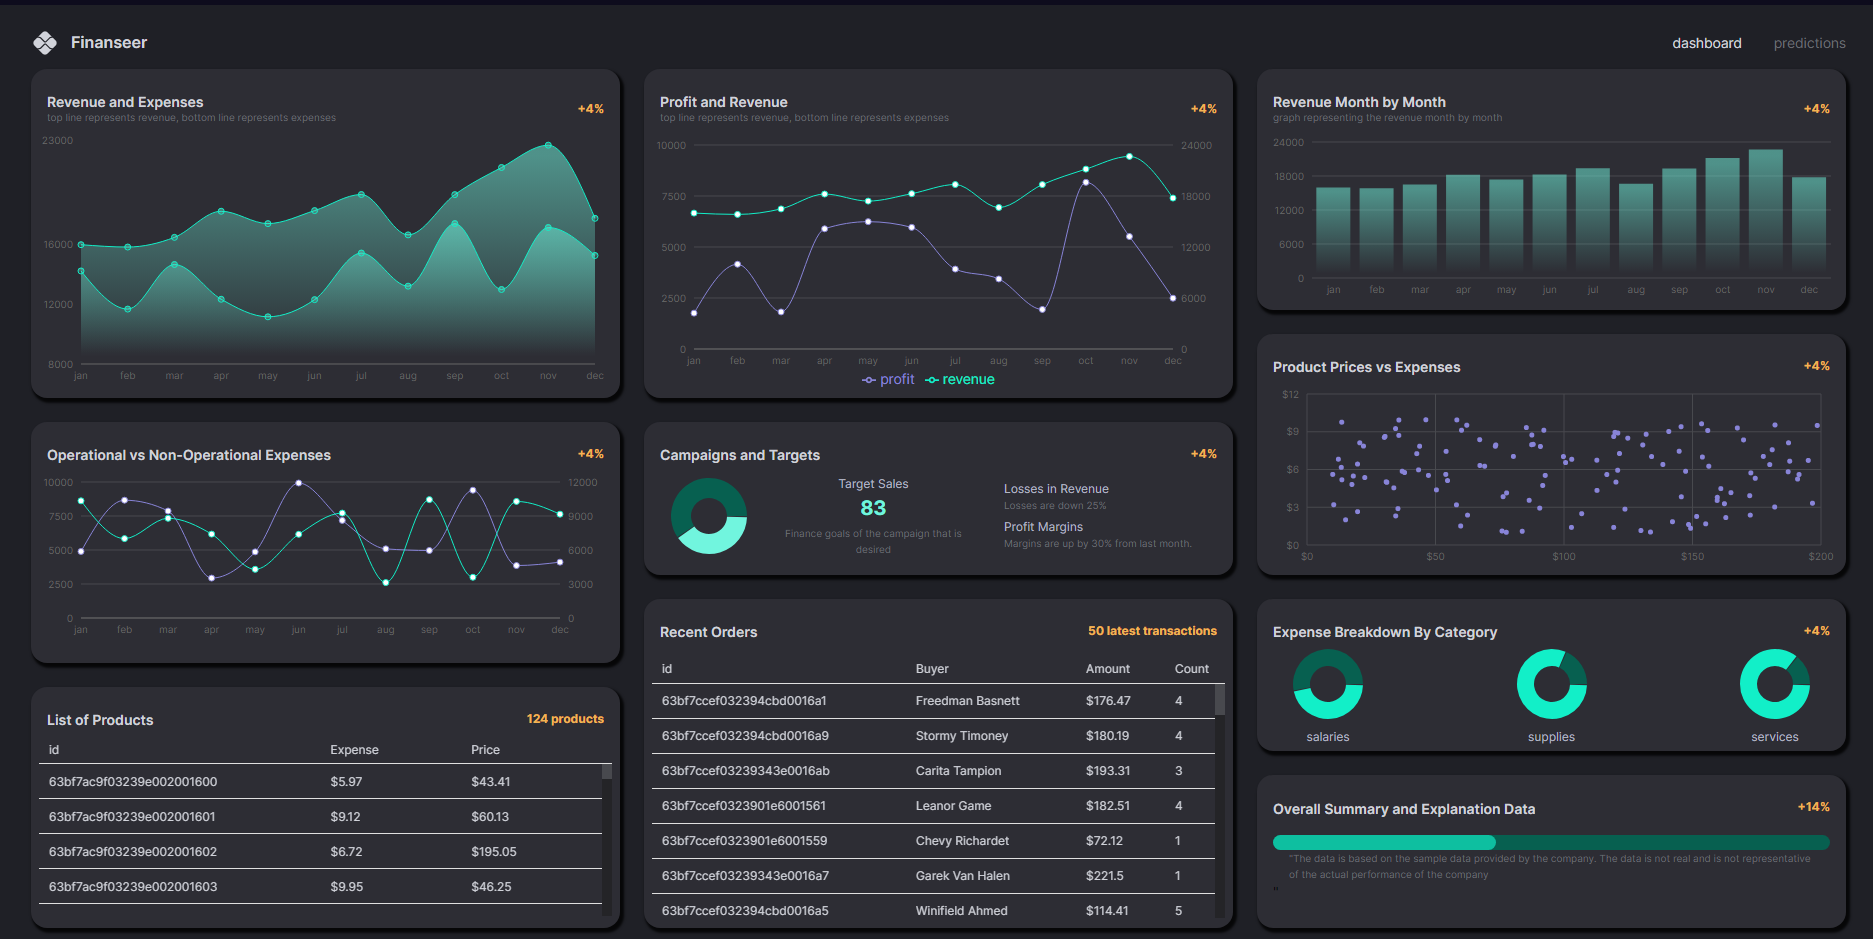 Finanseer
dashboard
predictions
Revenue and Expenses
top line represents revenue, bottom line represents expenses
+4%
23000
16000
12000
8000
jan feb mar apr may jun jul aug sep oct nov dec
Operational vs Non-Operational Expenses
+4%
10000 12000
7500 9000
5000 6000
2500 3000
0 0
jan feb mar apr may jun jul aug sep oct nov dec
List of Products
124 products
id Expense Price
63bf7ac9f03239e002001600 $5.97 $43.41
63bf7ac9f03239e002001601 $9.12 $60.13
63bf7ac9f03239e002001602 $6.72 $195.05
63bf7ac9f03239e002001603 $9.95 $46.25
Profit and Revenue
top line represents revenue, bottom line represents expenses
+4%
10000 24000
7500 18000
5000 12000
2500 6000
0 0
jan feb mar apr may jun jul aug sep oct nov dec
profit revenue
Campaigns and Targets
+4%
Target Sales
83
Finance goals of the campaign that is
desired
Losses in Revenue
Losses are down 25%
Profit Margins
Margins are up by 30% from last month.
Recent Orders
50 latest transactions
id Buyer Amount Count
63bf7ccef032394cbd0016a1 Freedman Basnett $176.47 4
63bf7ccef032394cbd0016a9 Stormy Timoney $180.19 4
63bf7ccef03239343e0016ab Carita Tampion $193.31 3
63bf7ccef0323901e6001561 Leanor Game $182.51 4
63bf7ccef0323901e6001559 Chevy Richardet $72.12 1
63bf7ccef03239343e0016a7 Garek Van Halen $221.5 1
63bf7ccef032394cbd0016a5 Winifield Ahmed $114.41 5
Revenue Month by Month
graph representing the revenue month by month
+4%
24000
18000
12000
6000
0
jan feb mar apr may jun jul aug sep oct nov dec
Product Prices vs Expenses
+4%
$12
$9
$6
$3
$0
$0 $50 $100 $150 $200
Expense Breakdown By Category
+4%
salaries supplies services
Overall Summary and Explanation Data
+14%
"The data is based on the sample data provided by the company. The data is not real and is not representative
of the actual performance of the company
"